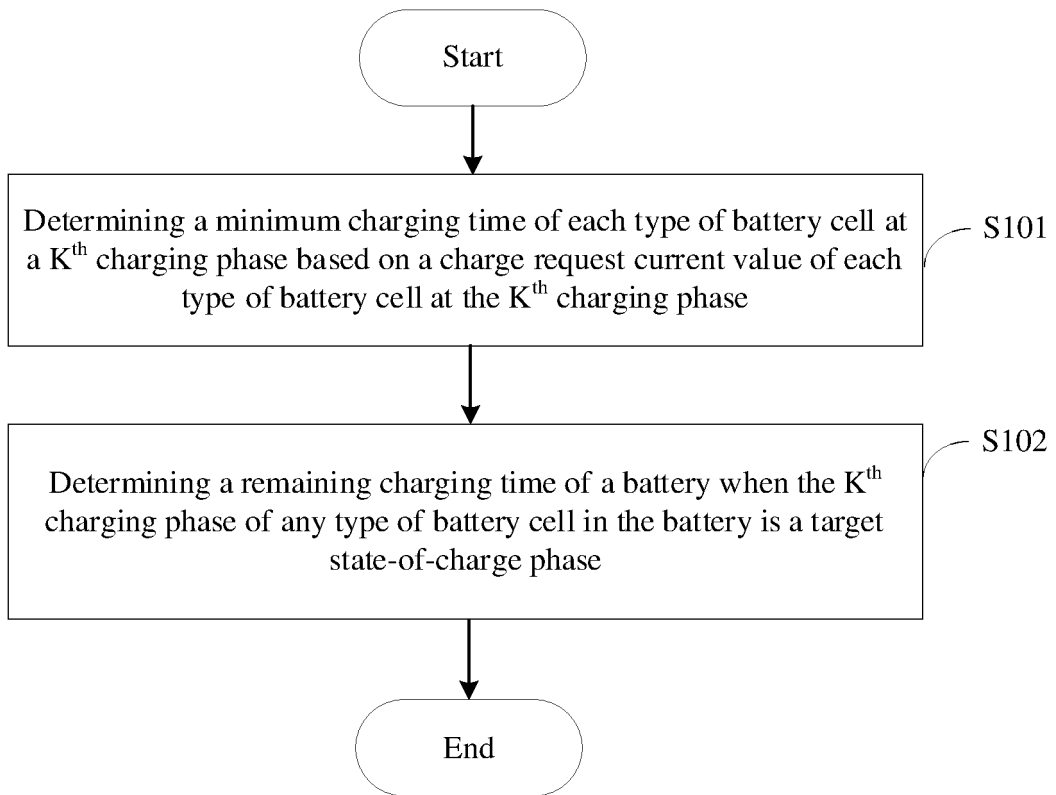 Start
Determining a minimum charging time of each type of battery cell at
a Kth charging phase based on a charge request current value of each
type of battery cell at the Kth charging phase
S101
Determining a remaining charging time of a battery when the Kth
charging phase of any type of battery cell in the battery is a target
state-of-charge phase
S102
End